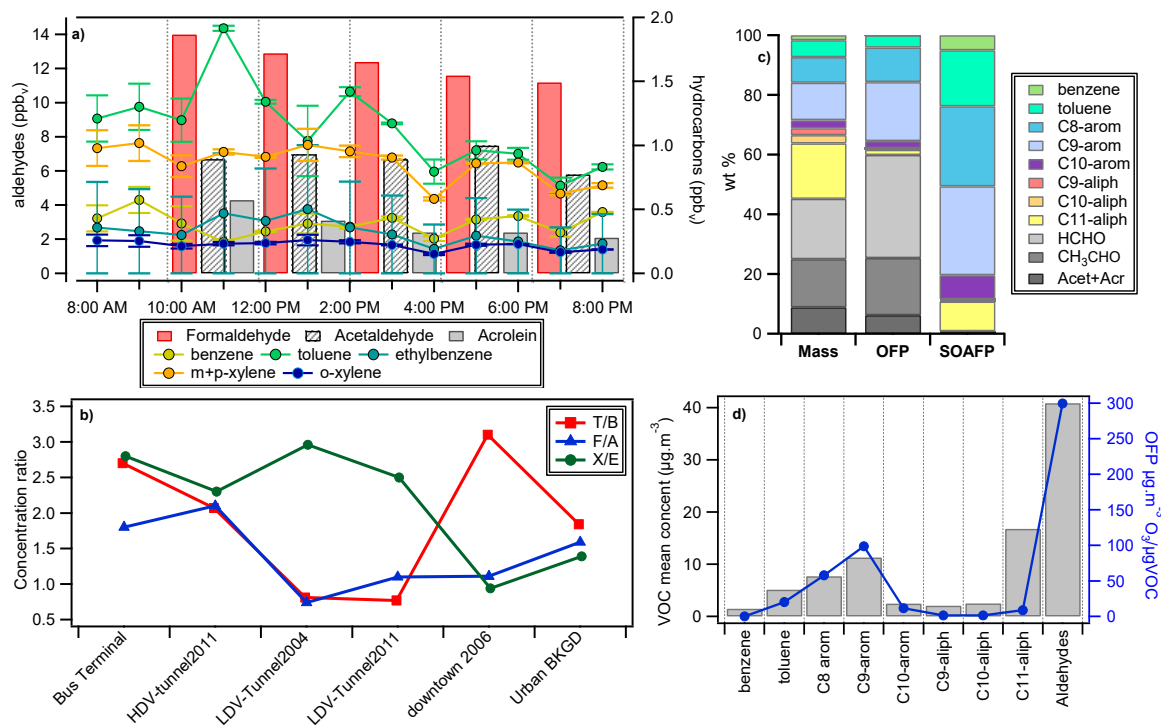 a)
14
12
10
8
6
4
2
0
aldehydes (ppbv)
2.0
1.5
1.0
0.5
0.0
hydrocarbons (ppbv)
8:00 AM 10:00 AM 12:00 PM 2:00 PM 4:00 PM 6:00 PM 8:00 PM
Formaldehyde Acetaldehyde Acrolein
benzene toluene ethylbenzene
m+p-xylene o-xylene
c)
100
80
60
40
20
0
wt %
Mass OFP SOAFP
benzene
toluene
C8-arom
C9-arom
C10-arom
C9-aliph
C10-aliph
C11-aliph
HCHO
CH₃CHO
Acet+Acr
b)
3.5
3.0
2.5
2.0
1.5
1.0
0.5
Concentration ratio
T/B
F/A
X/E
Bus Terminal
HDV-tunnel2011
LDV-Tunnel2004
LDV-Tunnel2011
downtown 2006
Urban BKGD
d)
40
30
20
10
0
VOC mean concent (µg.m⁻³)
300
250
200
150
100
50
0
OFP µg.m⁻³ O₃/µgVOC
benzene
toluene
C8 arom
C9-arom
C10-arom
C9-aliph
C10-aliph
C11-aliph
Aldehydes